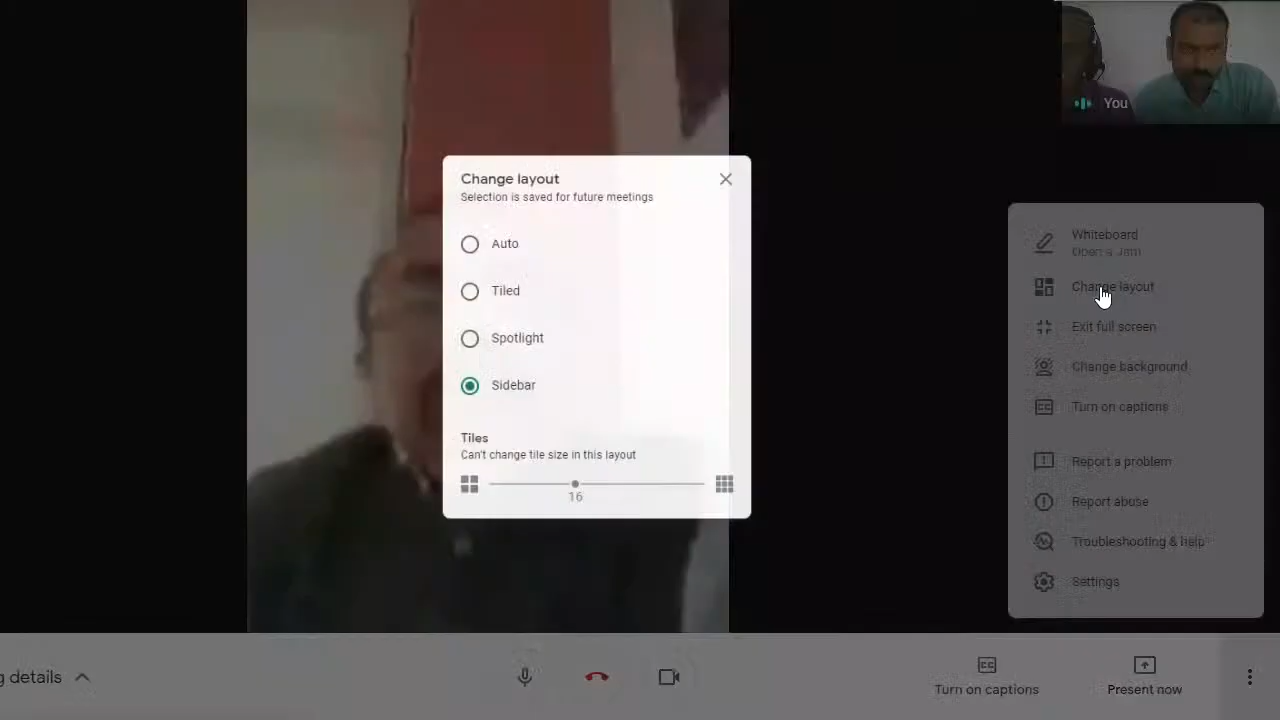 You
Change layout
Selection is saved for future meetings
Auto
Tiled
Spotlight
Sidebar
Tiles
Can't change tile size in this layout
16
Whiteboard
Open a Jam
Change layout
Exit full screen
Change background
Turn on captions
Report a problem
Report abuse
Troubleshooting & help
Settings
g details
Turn on captions
Present now